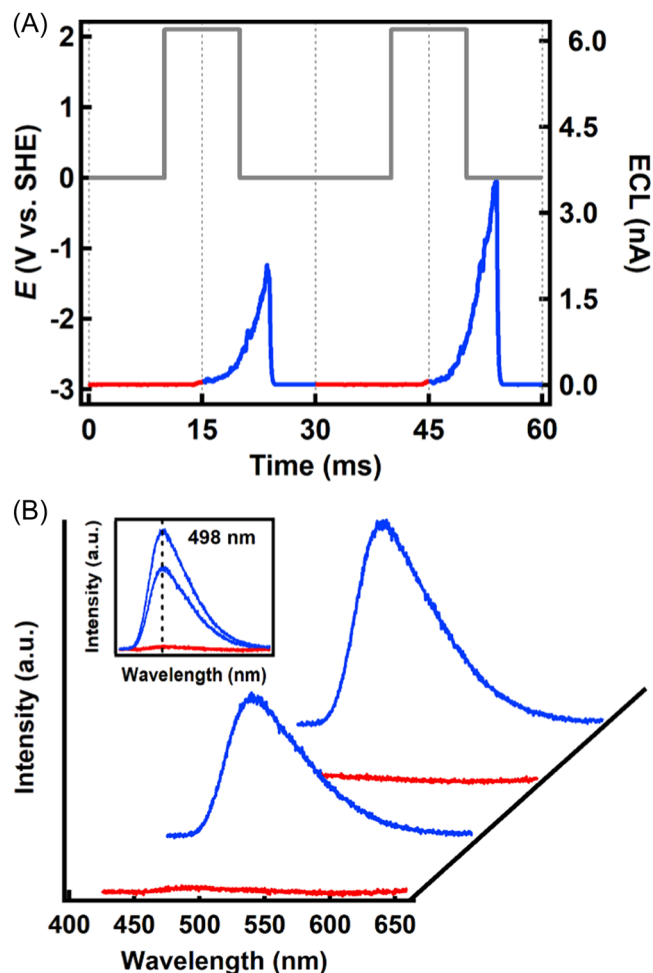 (A)
2
1
0
-1
-2
-3
E (V vs. SHE)
6.0
4.5
3.0
1.5
0.0
ECL (nA)
0
15
30
45
60
Time (ms)
(B)
498 nm
Intensity (a.u.)
Wavelength (nm)
Intensity (a.u.)
400
450
500
550
600
650
Wavelength (nm)